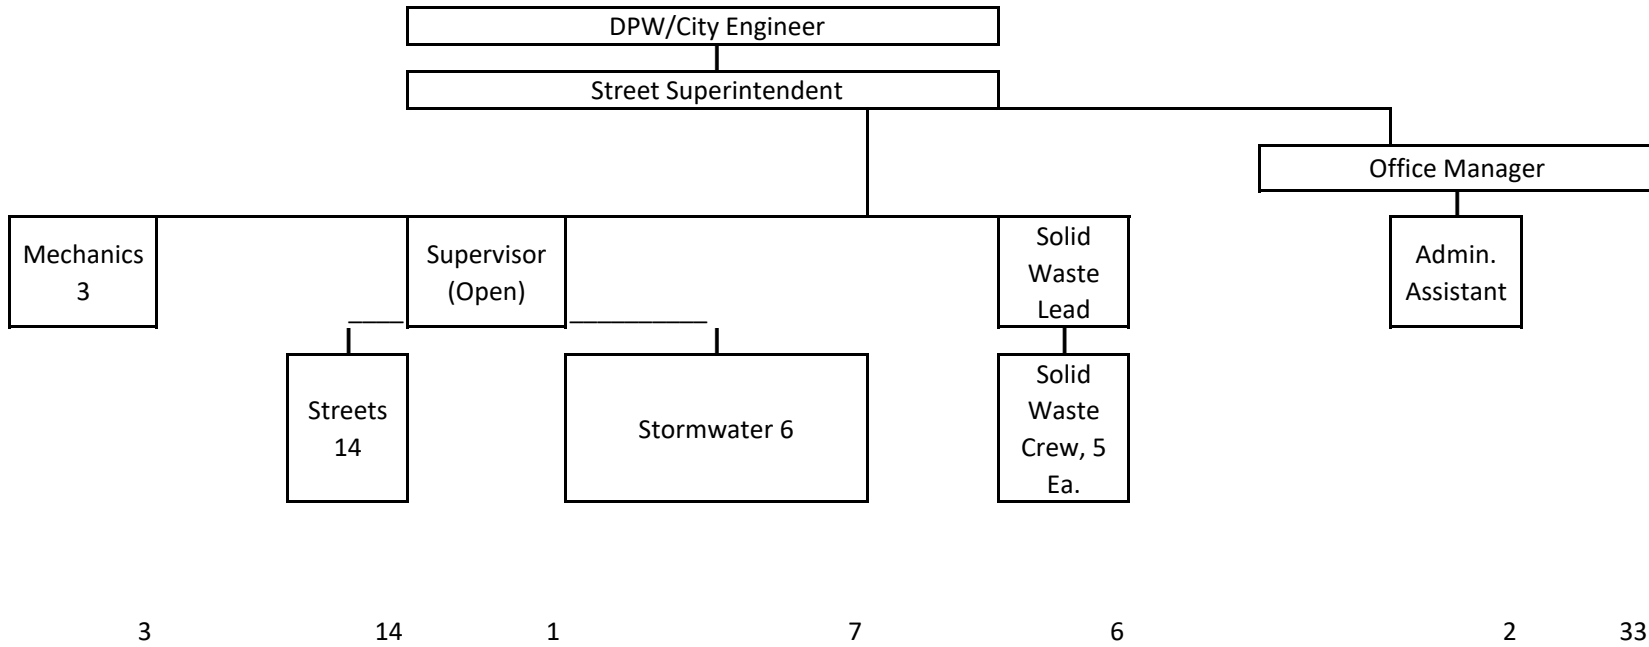 DPW/City Engineer
Street Superintendent
Office Manager
Mechanics
3
Supervisor
(Open)
Solid
Waste
Lead
Admin.
Assistant
Streets
14
Stormwater 6
Solid
Waste
Crew, 5
Ea.
3 14 1 7 6 2 33